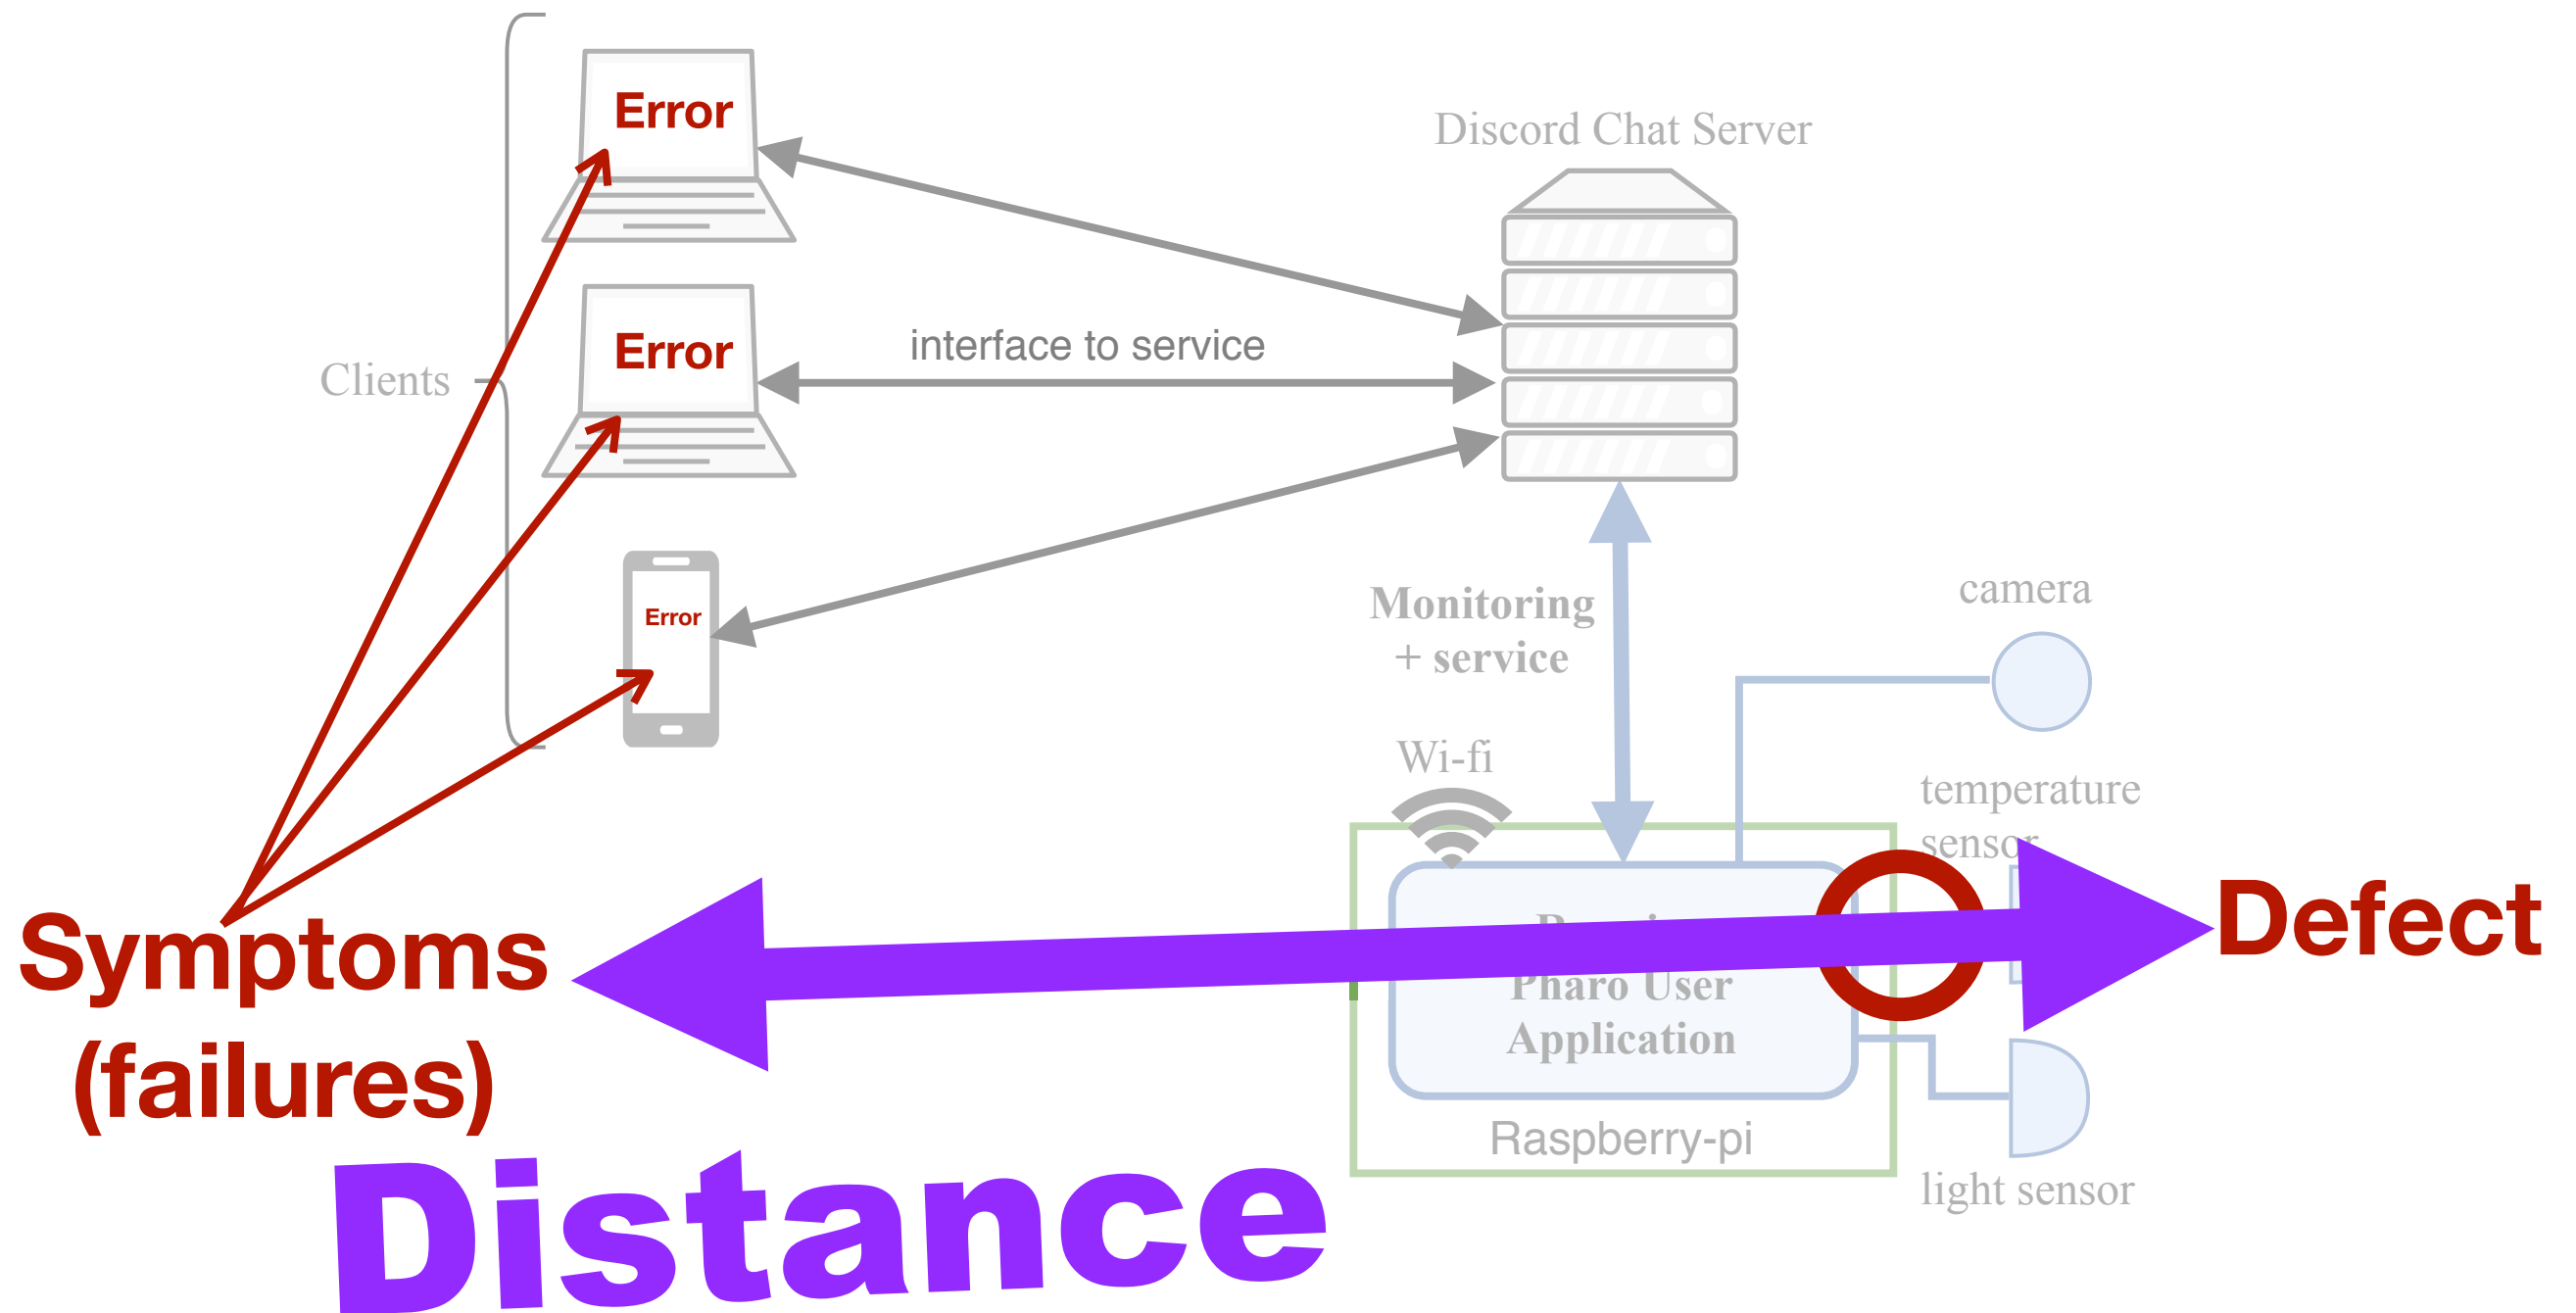 Error
Discord Chat Server
Error
interface to service
Clients
Error
Monitoring
+ service
camera
Wi-fi
temperature
sensor
Symptoms
(failures)
Defect
Pharo User
Application
Raspberry-pi
light sensor
Distance